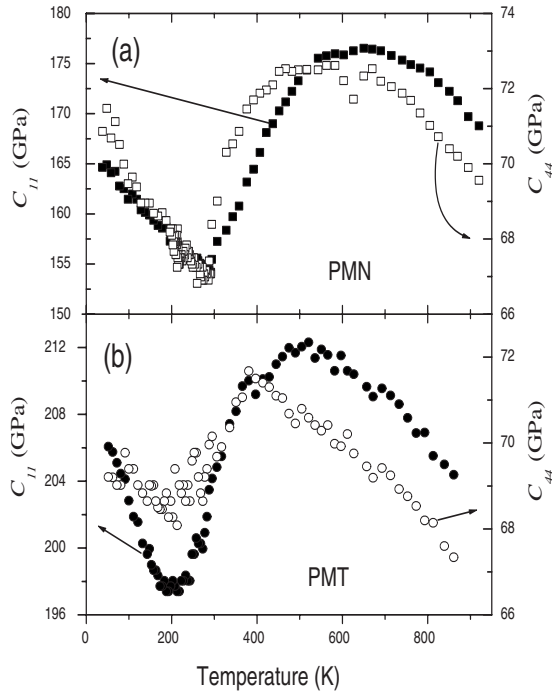 (a)
PMN
180
175
170
165
160
155
150
C11 (GPa)
74
72
70
68
66
C44 (GPa)
(b)
PMT
212
208
204
200
196
C11 (GPa)
72
70
68
66
C44 (GPa)
0 200 400 600 800
Temperature (K)